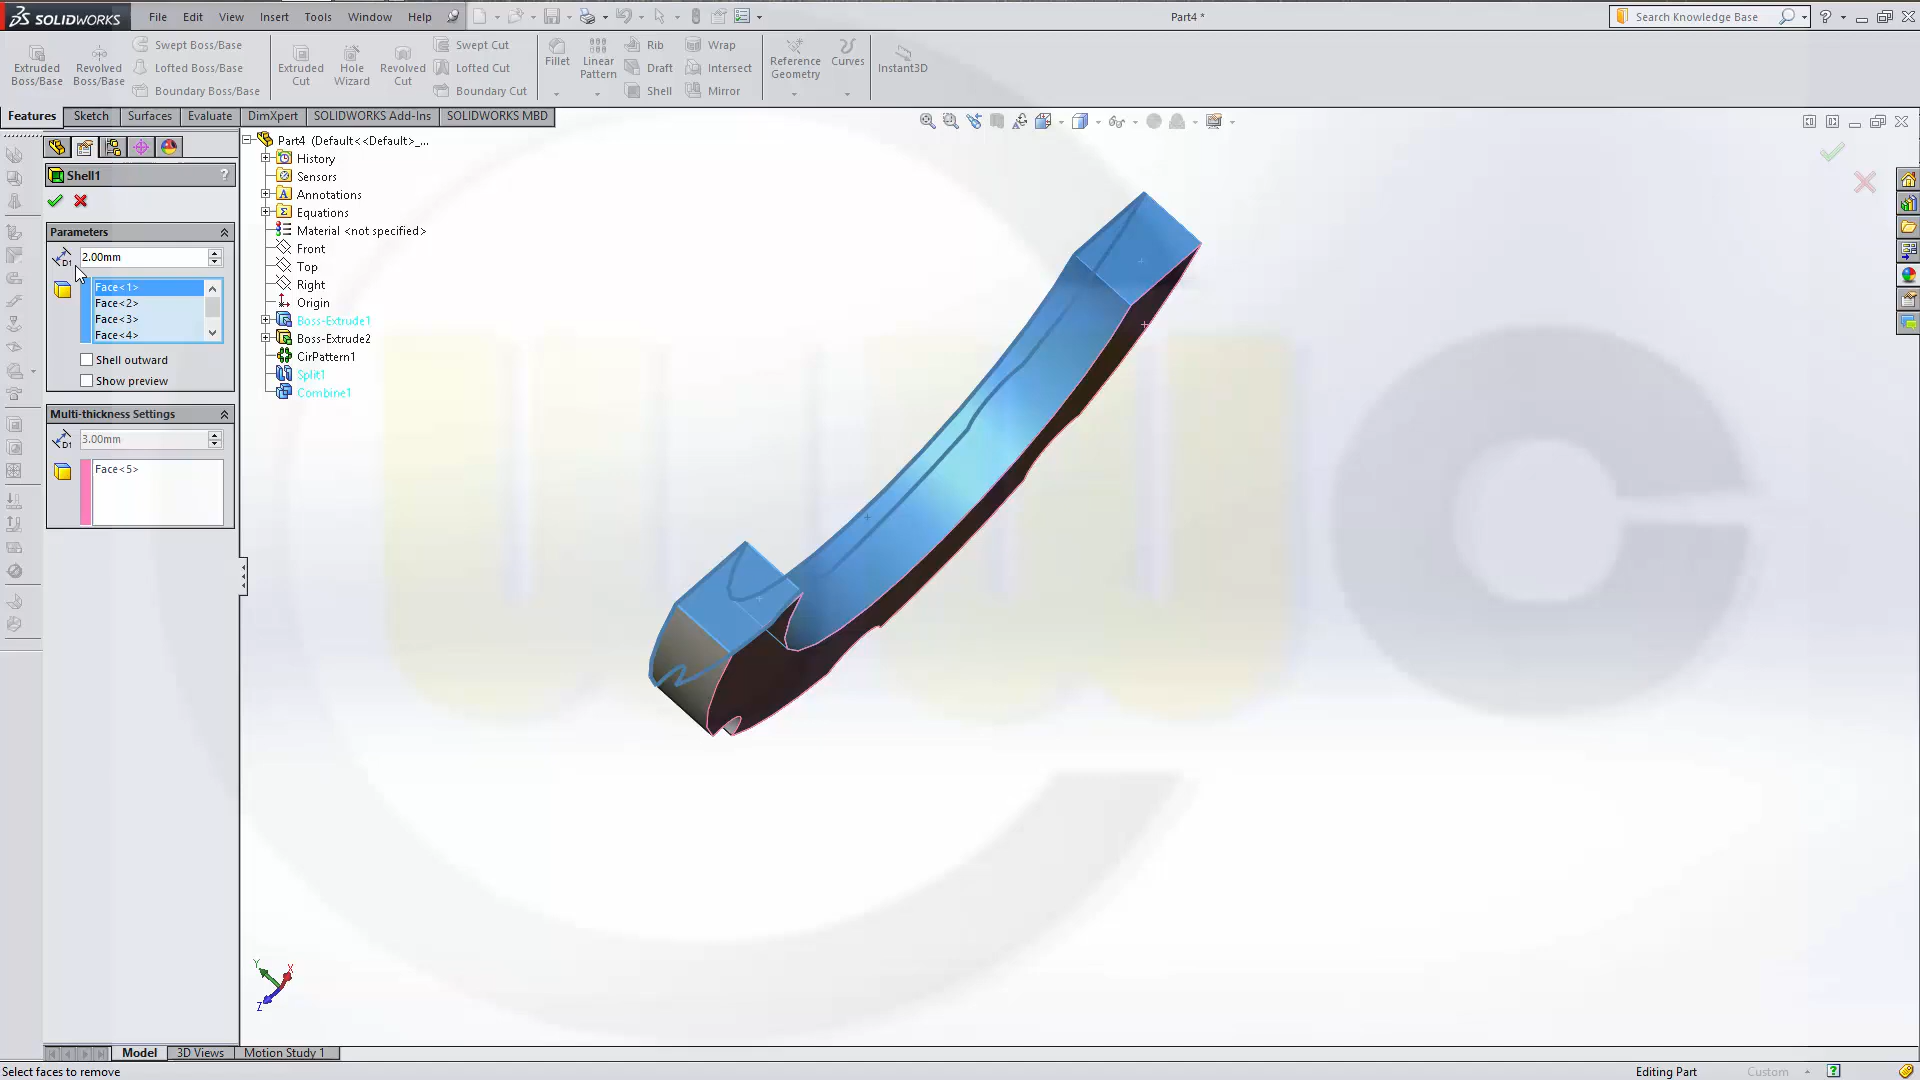 SOLIDWORKS
File Edit View Insert Tools Window Help
Part4 *
Search Knowledge Base
Extruded Boss/Base
Revolved Boss/Base
Swept Boss/Base
Lofted Boss/Base
Boundary Boss/Base
Extruded Cut
Hole Wizard
Revolved Cut
Swept Cut
Lofted Cut
Boundary Cut
Fillet
Linear Pattern
Rib
Draft
Shell
Wrap
Intersect
Mirror
Reference Geometry
Curves
Instant3D
Features Sketch Surfaces Evaluate DimXpert SOLIDWORKS Add-Ins SOLIDWORKS MBD
Shell1
?
Parameters
D1
2.00mm
Face<1>
Face<2>
Face<3>
Face<4>
Shell outward
Show preview
Multi-thickness Settings
D1
3.00mm
Face<5>
Part4 (Default<<Default>_...
History
Sensors
Annotations
Equations
Material <not specified>
Front
Top
Right
Origin
Boss-Extrude1
Boss-Extrude2
CirPattern1
Split1
Combine1
Y
X
Z
Model 3D Views Motion Study 1
Select faces to remove
Editing Part
Custom